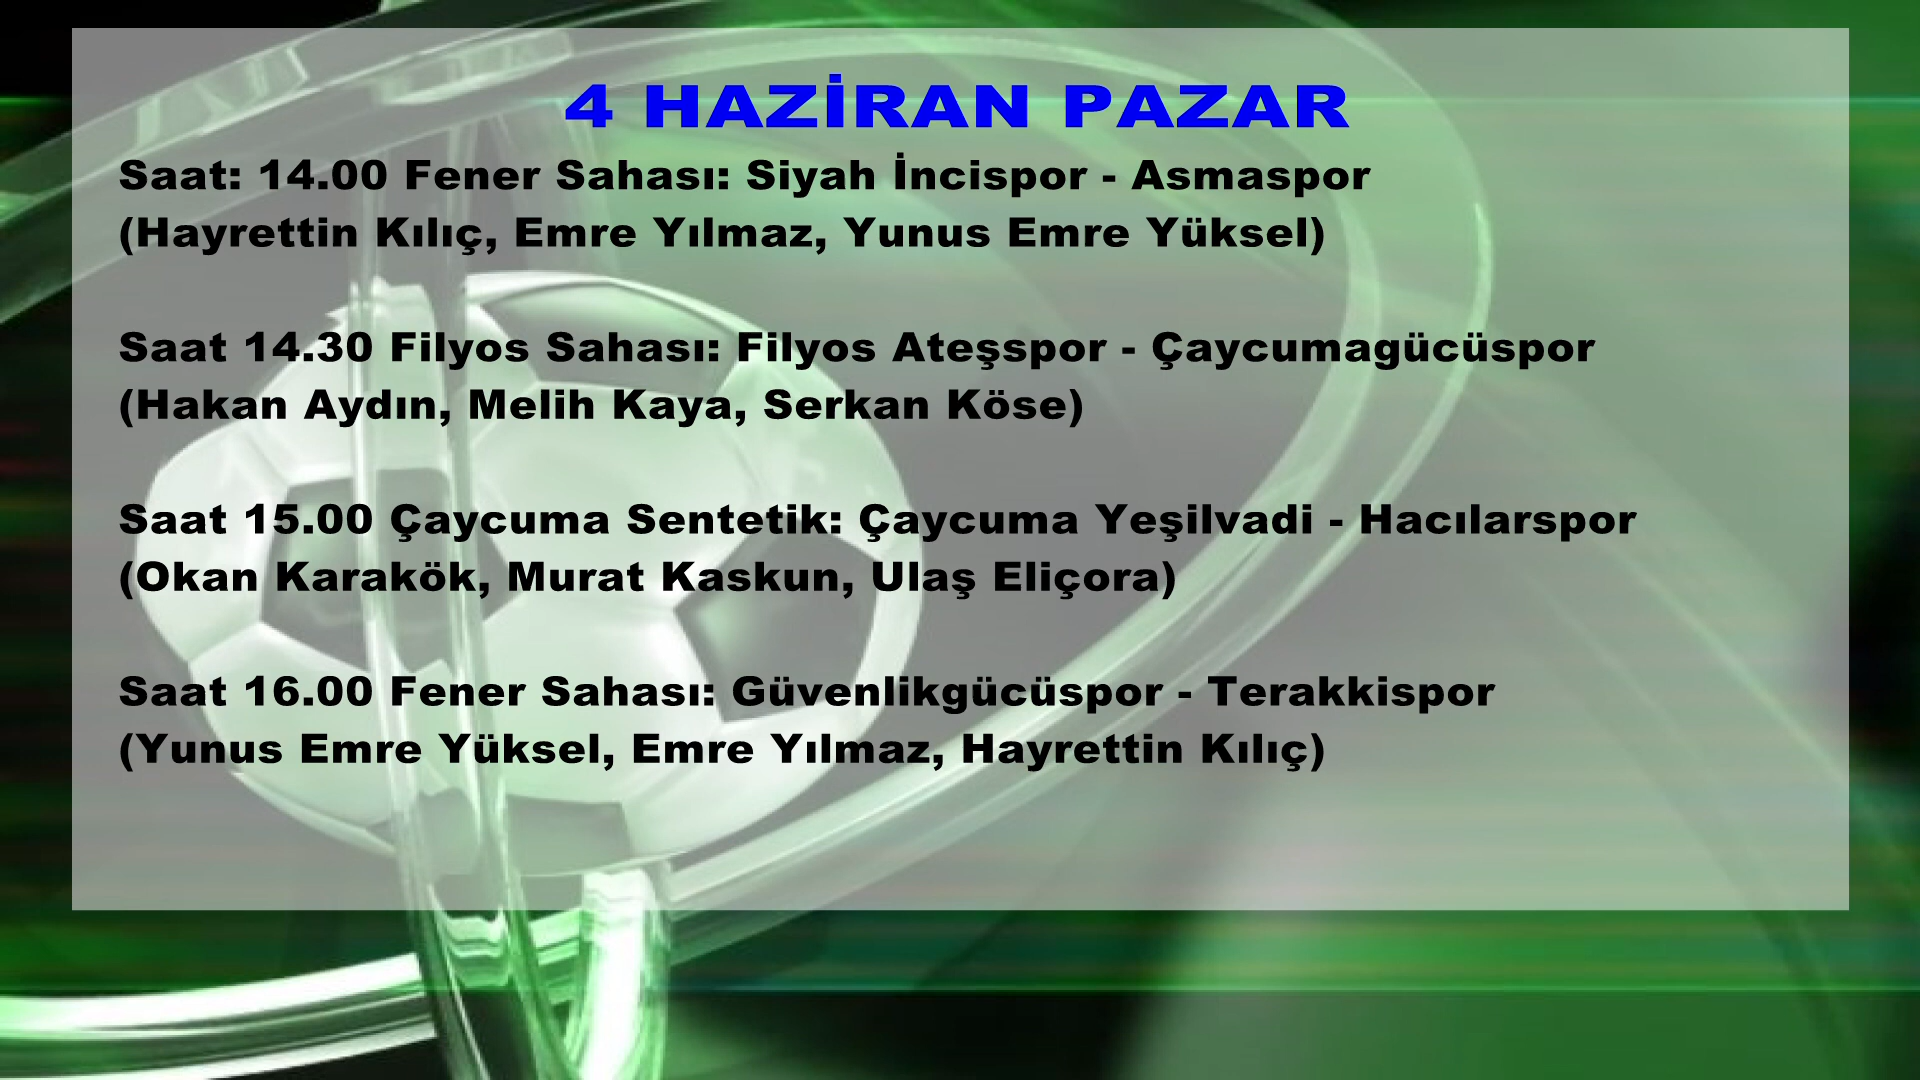 4 HAZİRAN PAZAR
Saat: 14.00 Fener Sahası: Siyah İncispor - Asmaspor
(Hayrettin Kılıç, Emre Yılmaz, Yunus Emre Yüksel)
Saat 14.30 Filyos Sahası: Filyos Ateşspor - Çaycumagücüspor
(Hakan Aydın, Melih Kaya, Serkan Köse)
Saat 15.00 Çaycuma Sentetik: Çaycuma Yeşilvadi - Hacılarspor
(Okan Karakök, Murat Kaskun, Ulaş Eliçora)
Saat 16.00 Fener Sahası: Güvenlikgücüspor - Terakkispor
(Yunus Emre Yüksel, Emre Yılmaz, Hayrettin Kılıç)